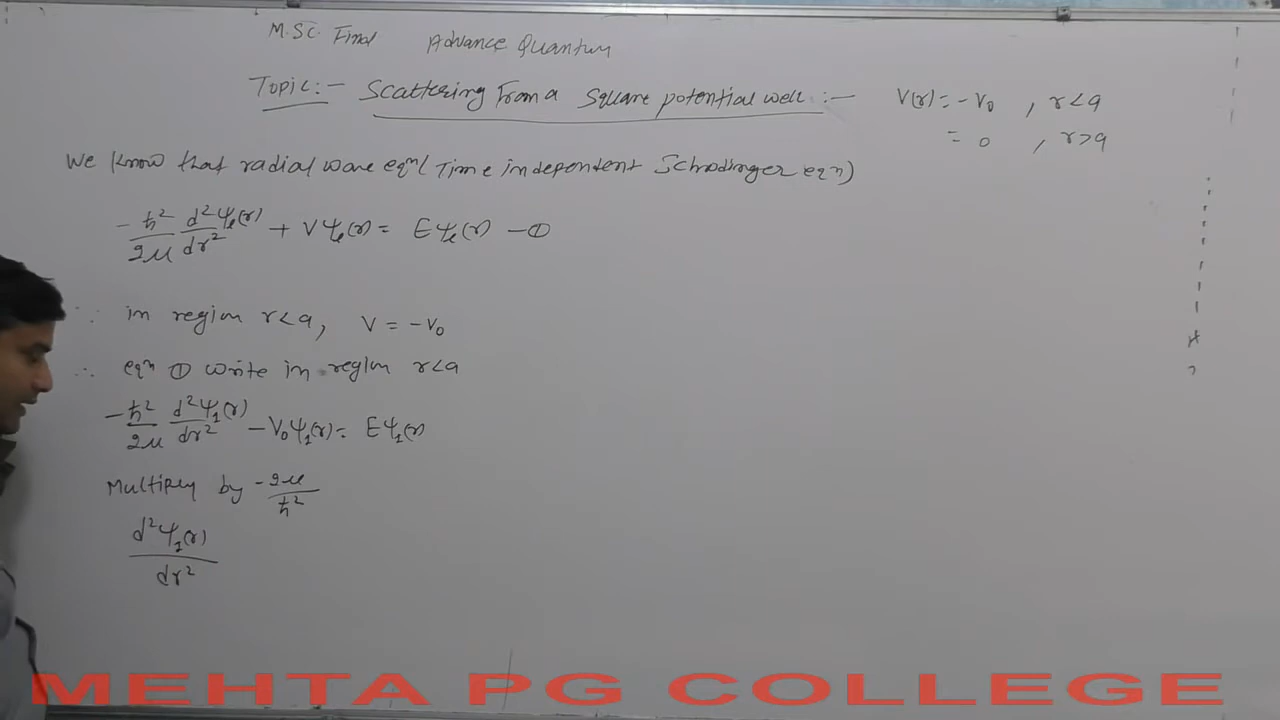 M.SC. Final Advance Quantum
Topic:- Scattering From a Square potential well :-
V(r) = -V₀ , r<a
= 0 , r>a
We know that radial wave eqⁿ (Time independent Schrodinger eqⁿ)
-ħ²/2μ d²ψℓ(r)/dr² + Vψℓ(r) = Eψℓ(r) -①
∵ in region r<a, V = -V₀
∴ eqⁿ ① write in region r<a
-ħ²/2μ d²ψ₁(r)/dr² - V₀ψ₁(r) = Eψ₁(r)
Multiply by -2μ/ħ²
d²ψ₁(r)/dr²
MEHTA PG COLLEGE